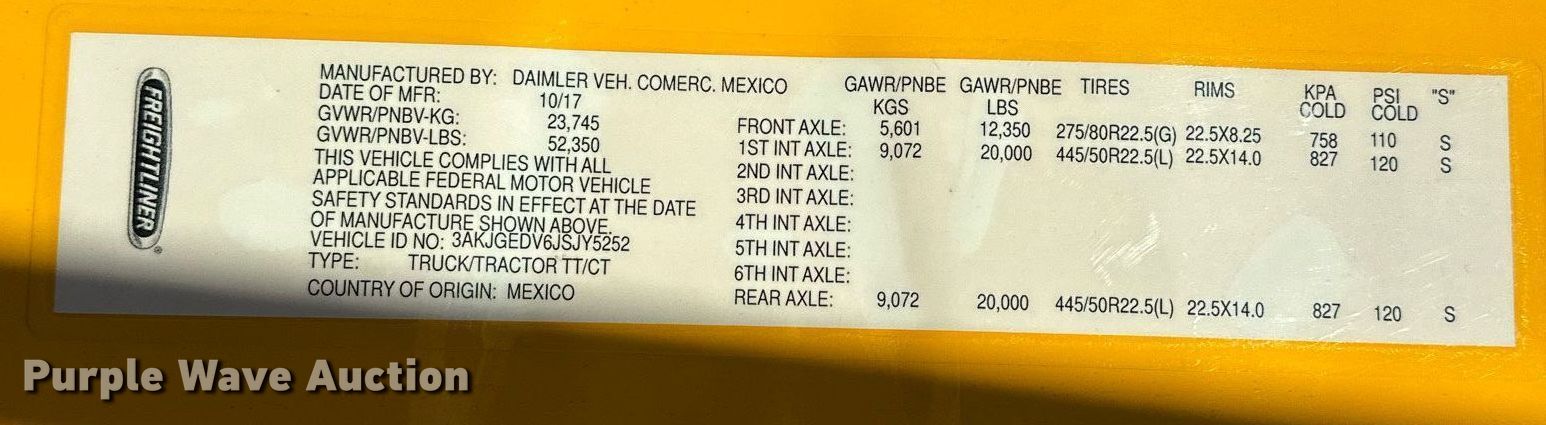 FREIGHTLINER®
MANUFACTURED BY: DAIMLER VEH. COMERC. MEXICO
DATE OF MFR: 10/17
GVWR/PNBV-KG: 23,745
GVWR/PNBV-LBS: 52,350
THIS VEHICLE COMPLIES WITH ALL
APPLICABLE FEDERAL MOTOR VEHICLE
SAFETY STANDARDS IN EFFECT AT THE DATE
OF MANUFACTURE SHOWN ABOVE.
VEHICLE ID NO: 3AKJGEDV6JSJY5252
TYPE: TRUCK/TRACTOR TT/CT
COUNTRY OF ORIGIN: MEXICO
GAWR/PNBE GAWR/PNBE TIRES RIMS KPA PSI "S"
KGS LBS COLD COLD
FRONT AXLE: 5,601 12,350 275/80R22.5(G) 22.5X8.25 758 110 S
1ST INT AXLE: 9,072 20,000 445/50R22.5(L) 22.5X14.0 827 120 S
2ND INT AXLE:
3RD INT AXLE:
4TH INT AXLE:
5TH INT AXLE:
6TH INT AXLE:
REAR AXLE: 9,072 20,000 445/50R22.5(L) 22.5X14.0 827 120 S
Purple Wave Auction